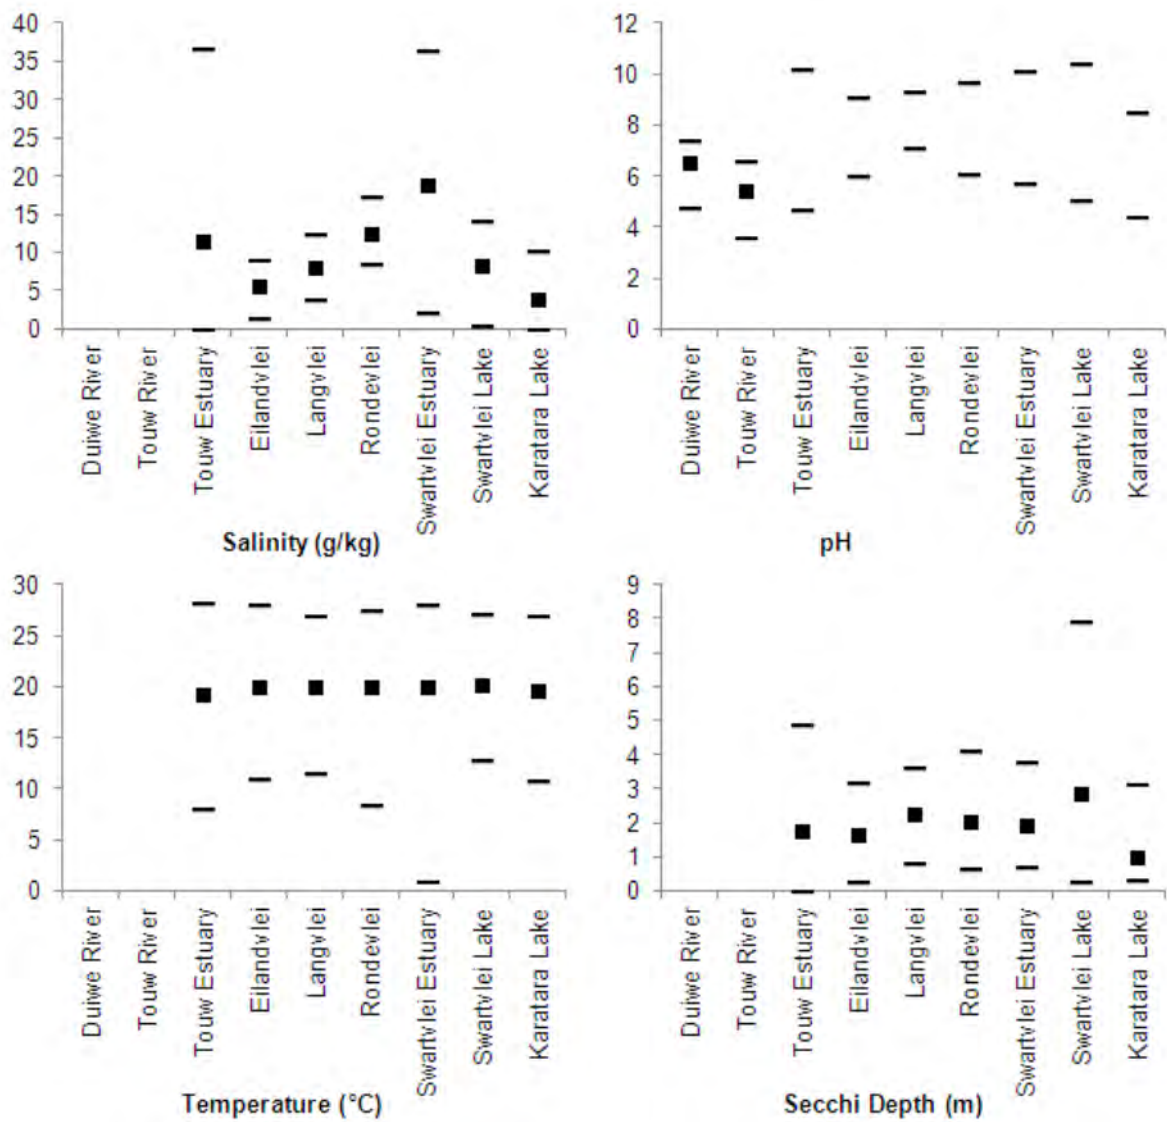 40
35
30
25
20
15
10
5
0
Duiwe River
Touw River
Touw Estuary
Eilandvlei
Langvlei
Rondevlei
Swartvlei Estuary
Swartvlei Lake
Karatara Lake
Salinity (g/kg)
12
10
8
6
4
2
0
Duiwe River
Touw River
Touw Estuary
Eilandvlei
Langvlei
Rondevlei
Swartvlei Estuary
Swartvlei Lake
Karatara Lake
pH
30
25
20
15
10
5
0
Duiwe River
Touw River
Touw Estuary
Eilandvlei
Langvlei
Rondevlei
Swartvlei Estuary
Swartvlei Lake
Karatara Lake
Temperature (°C)
9
8
7
6
5
4
3
2
1
0
Duiwe River
Touw River
Touw Estuary
Eilandvlei
Langvlei
Rondevlei
Swartvlei Estuary
Swartvlei Lake
Karatara Lake
Secchi Depth (m)